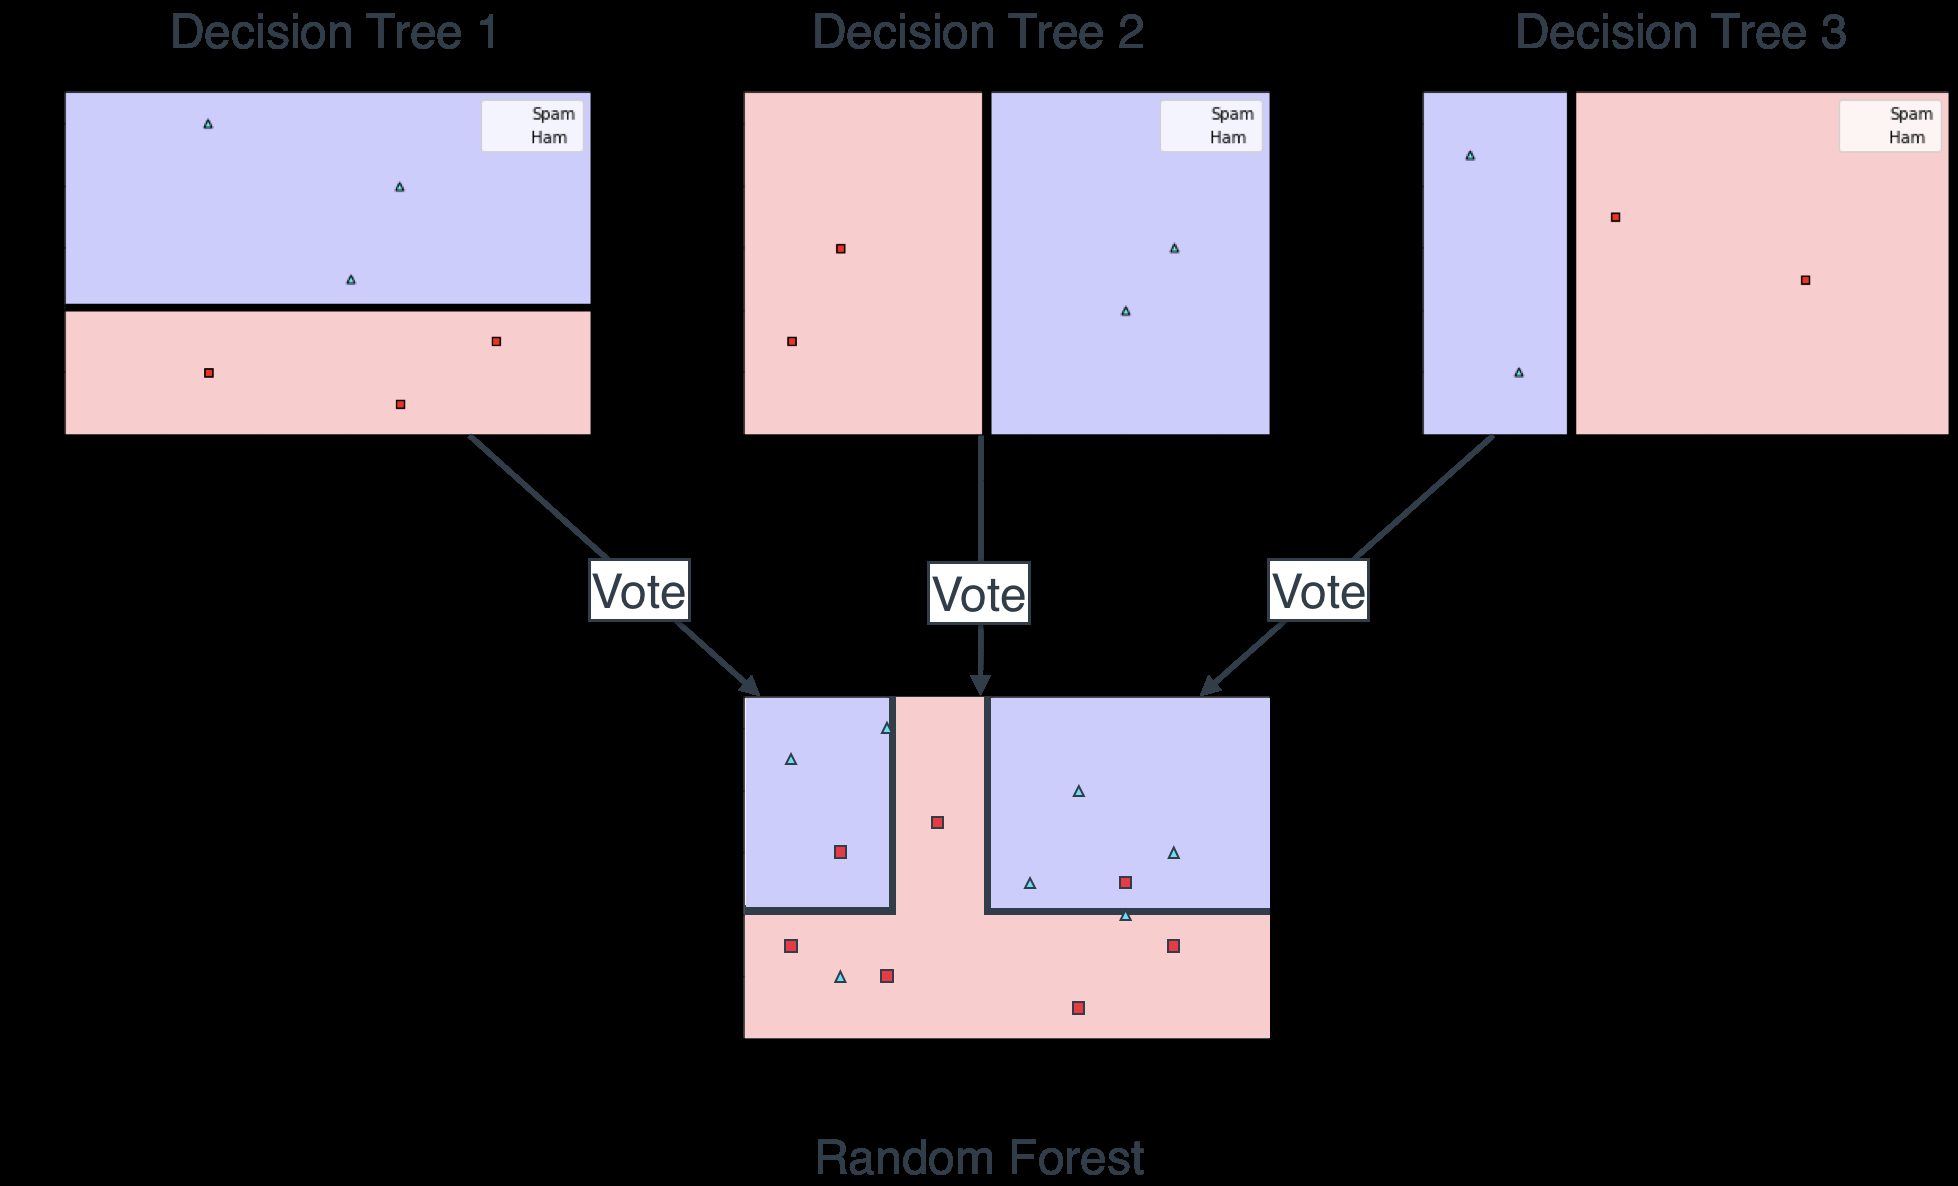 Decision Tree 1
Decision Tree 2
Decision Tree 3
Spam
Ham
Spam
Ham
Spam
Ham
Vote
Vote
Vote
Random Forest